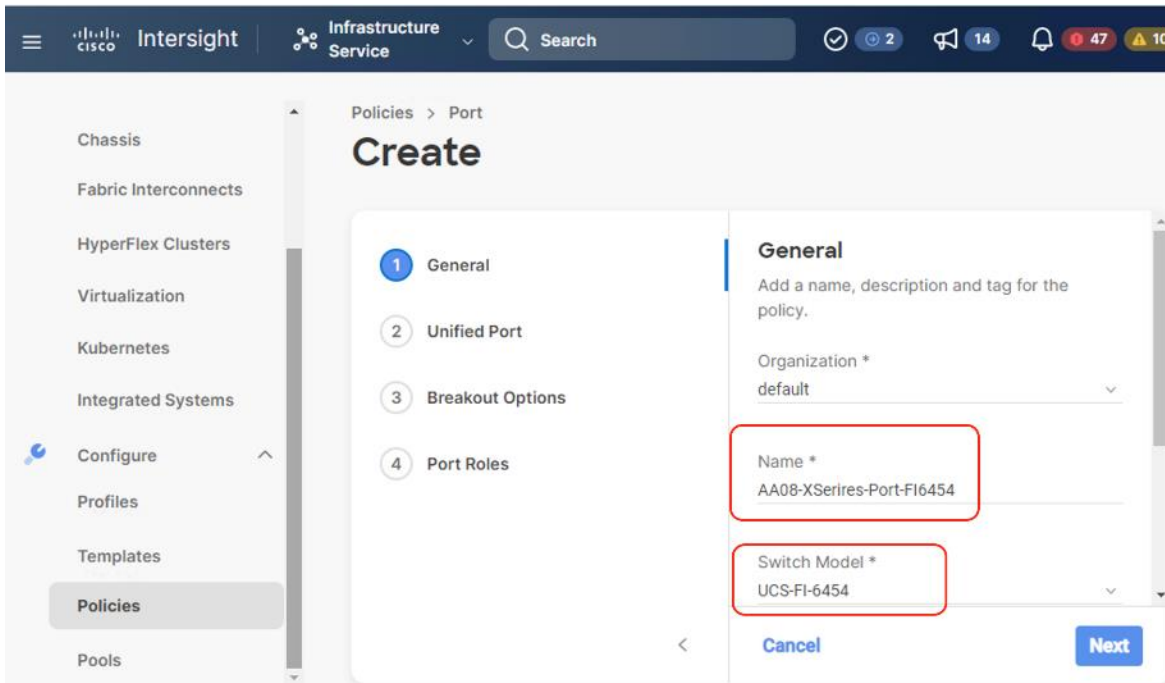 CISCO Intersight
Infrastructure
Service
Search
2
14
47
10
Chassis
Fabric Interconnects
HyperFlex Clusters
Virtualization
Kubernetes
Integrated Systems
Configure
Profiles
Templates
Policies
Pools
Policies > Port
Create
1 General
2 Unified Port
3 Breakout Options
4 Port Roles
General
Add a name, description and tag for the
policy.
Organization *
default
Name *
AA08-XSerires-Port-FI6454
Switch Model *
UCS-FI-6454
<
Cancel
Next